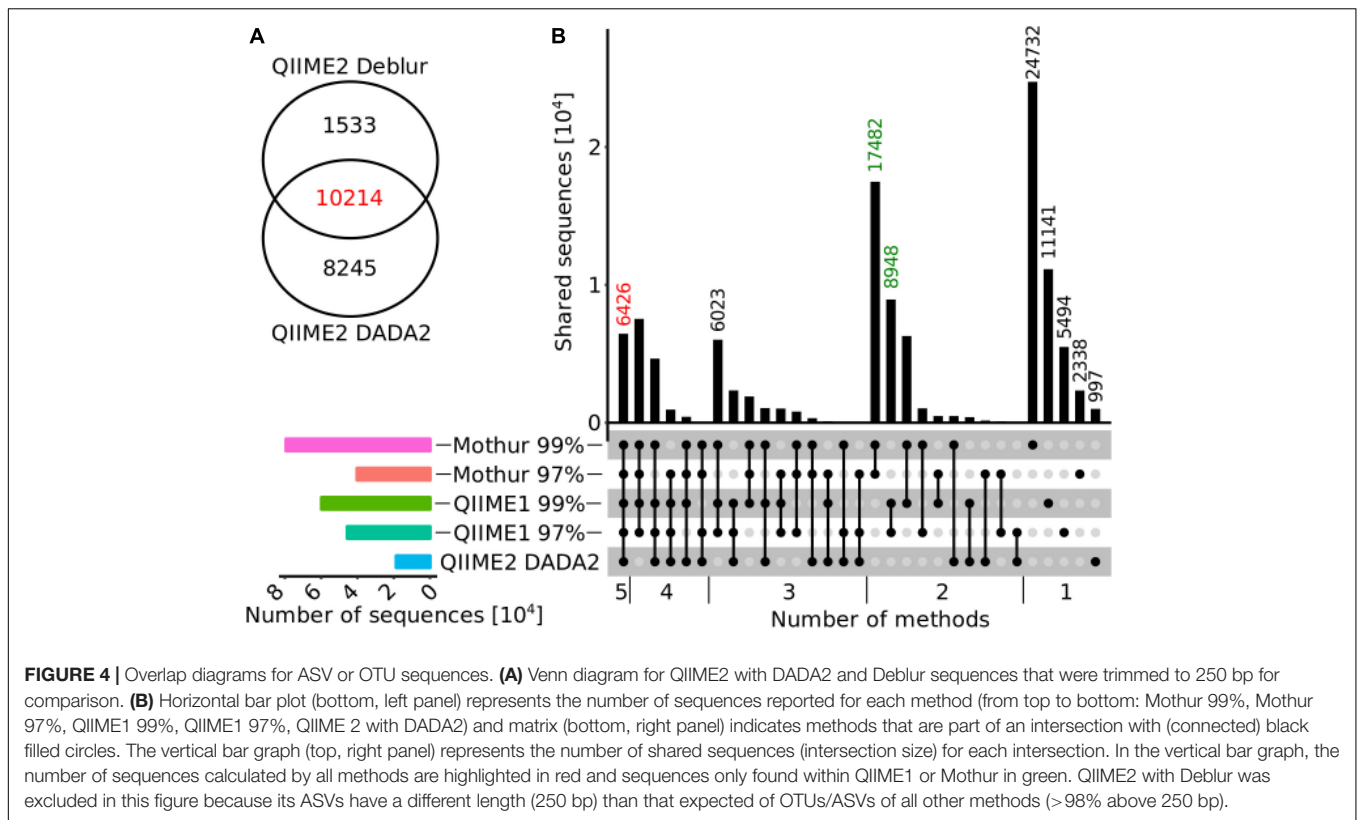 A
QIIME2 Deblur
1533
10214
8245
QIIME2 DADA2
B
Shared sequences [10⁴]
2
1
0
6426
6023
17482
8948
24732
11141
5494
2338
997
Mothur 99%
Mothur 97%
QIIME1 99%
QIIME1 97%
QIIME2 DADA2
8 6 4 2 0
Number of sequences [10⁴]
5 4 3 2 1
Number of methods
FIGURE 4 | Overlap diagrams for ASV or OTU sequences. (A) Venn diagram for QIIME2 with DADA2 and Deblur sequences that were trimmed to 250 bp for
comparison. (B) Horizontal bar plot (bottom, left panel) represents the number of sequences reported for each method (from top to bottom: Mothur 99%, Mothur
97%, QIIME1 99%, QIIME1 97%, QIIME 2 with DADA2) and matrix (bottom, right panel) indicates methods that are part of an intersection with (connected) black
filled circles. The vertical bar graph (top, right panel) represents the number of shared sequences (intersection size) for each intersection. In the vertical bar graph, the
number of sequences calculated by all methods are highlighted in red and sequences only found within QIIME1 or Mothur in green. QIIME2 with Deblur was
excluded in this figure because its ASVs have a different length (250 bp) than that expected of OTUs/ASVs of all other methods (>98% above 250 bp).